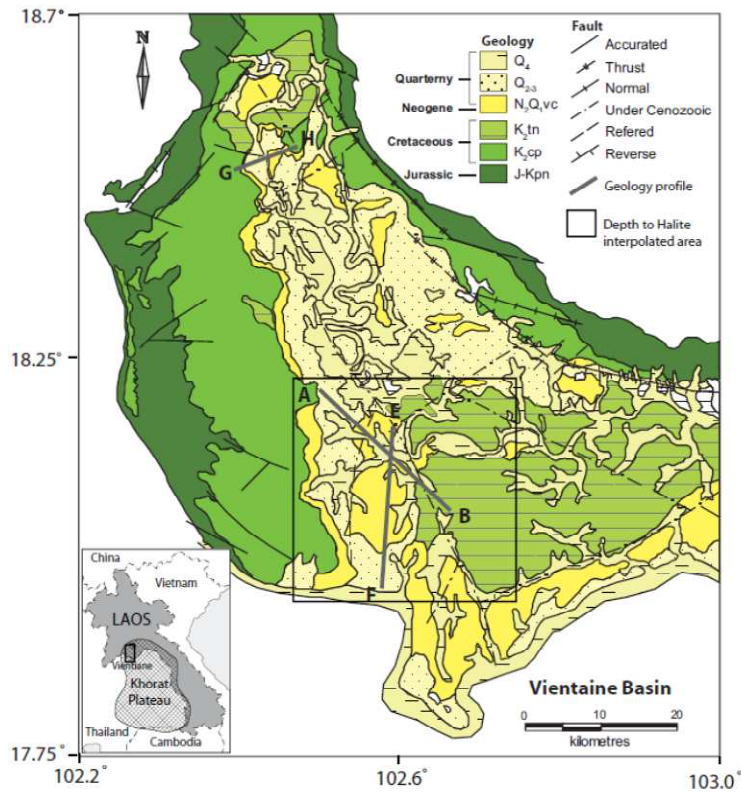 18.7
N
Geology
Fault
Quarterny
Q4
Accurated
Q2-3
Thrust
Neogene
N2Q1vc
Normal
Cretaceous
K2tn
Under Cenozooic
K2cp
Refered
Jurassic
J-Kpn
Reverse
Geology profile
Depth to Halite
interpolated area
H
G
18.25°
A
E
B
F
China
Vietnam
LAOS
Vientiane
Khorat
Plateau
Thailand
Cambodia
Vientaine Basin
0 10 20
kilometres
17.75°
102.2° 102.6° 103.0°